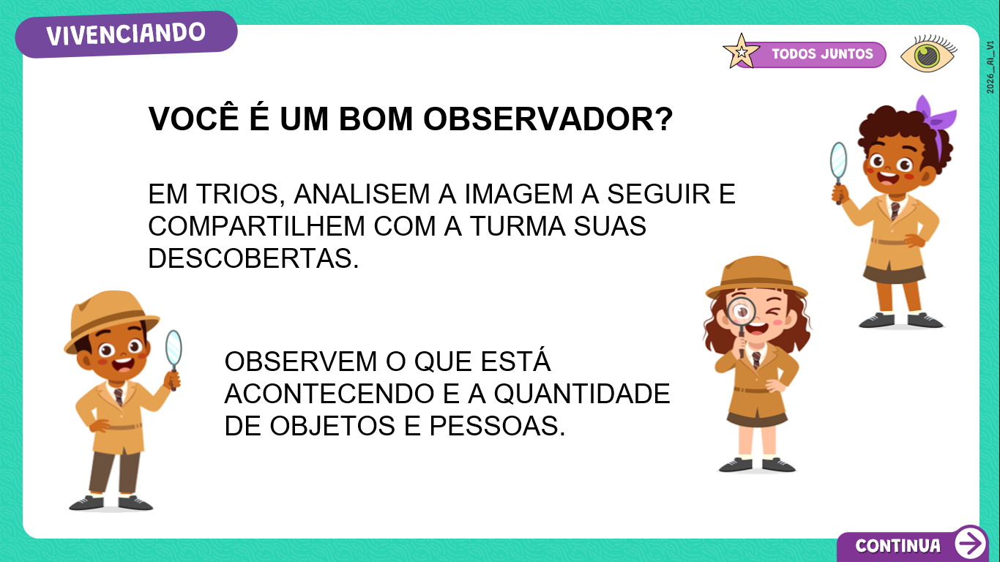 VIVENCIANDO
TODOS JUNTOS
2026_AI_V1
VOCÊ É UM BOM OBSERVADOR?
EM TRIOS, ANALISEM A IMAGEM A SEGUIR E
COMPARTILHEM COM A TURMA SUAS
DESCOBERTAS.
OBSERVEM O QUE ESTÁ
ACONTECENDO E A QUANTIDADE
DE OBJETOS E PESSOAS.
CONTINUA